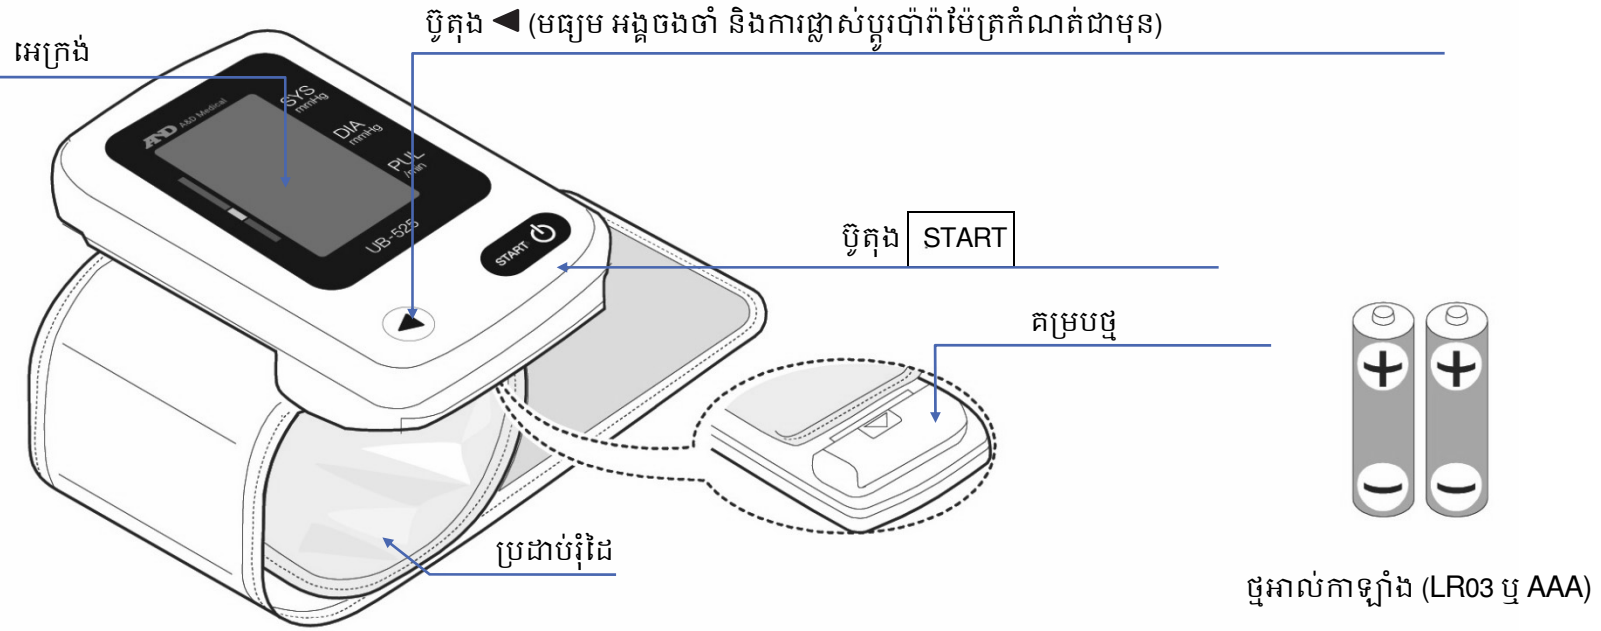 ប៊ូតុង ◀ (មធ្យម អង្គចងចាំ និងការផ្លាស់ប្តូរប៉ារ៉ាម៉ែត្រកំណត់ជាមុន)
អេក្រង់
AND A&D Medical
SYS
mmHg
DIA
mmHg
PUL
/min
UB-525
START
ប៊ូតុង START
គម្របថ្ម
ប្រដាប់រុំដៃ
ថ្មអាល់កាឡាំង (LR03 ឬ AAA)